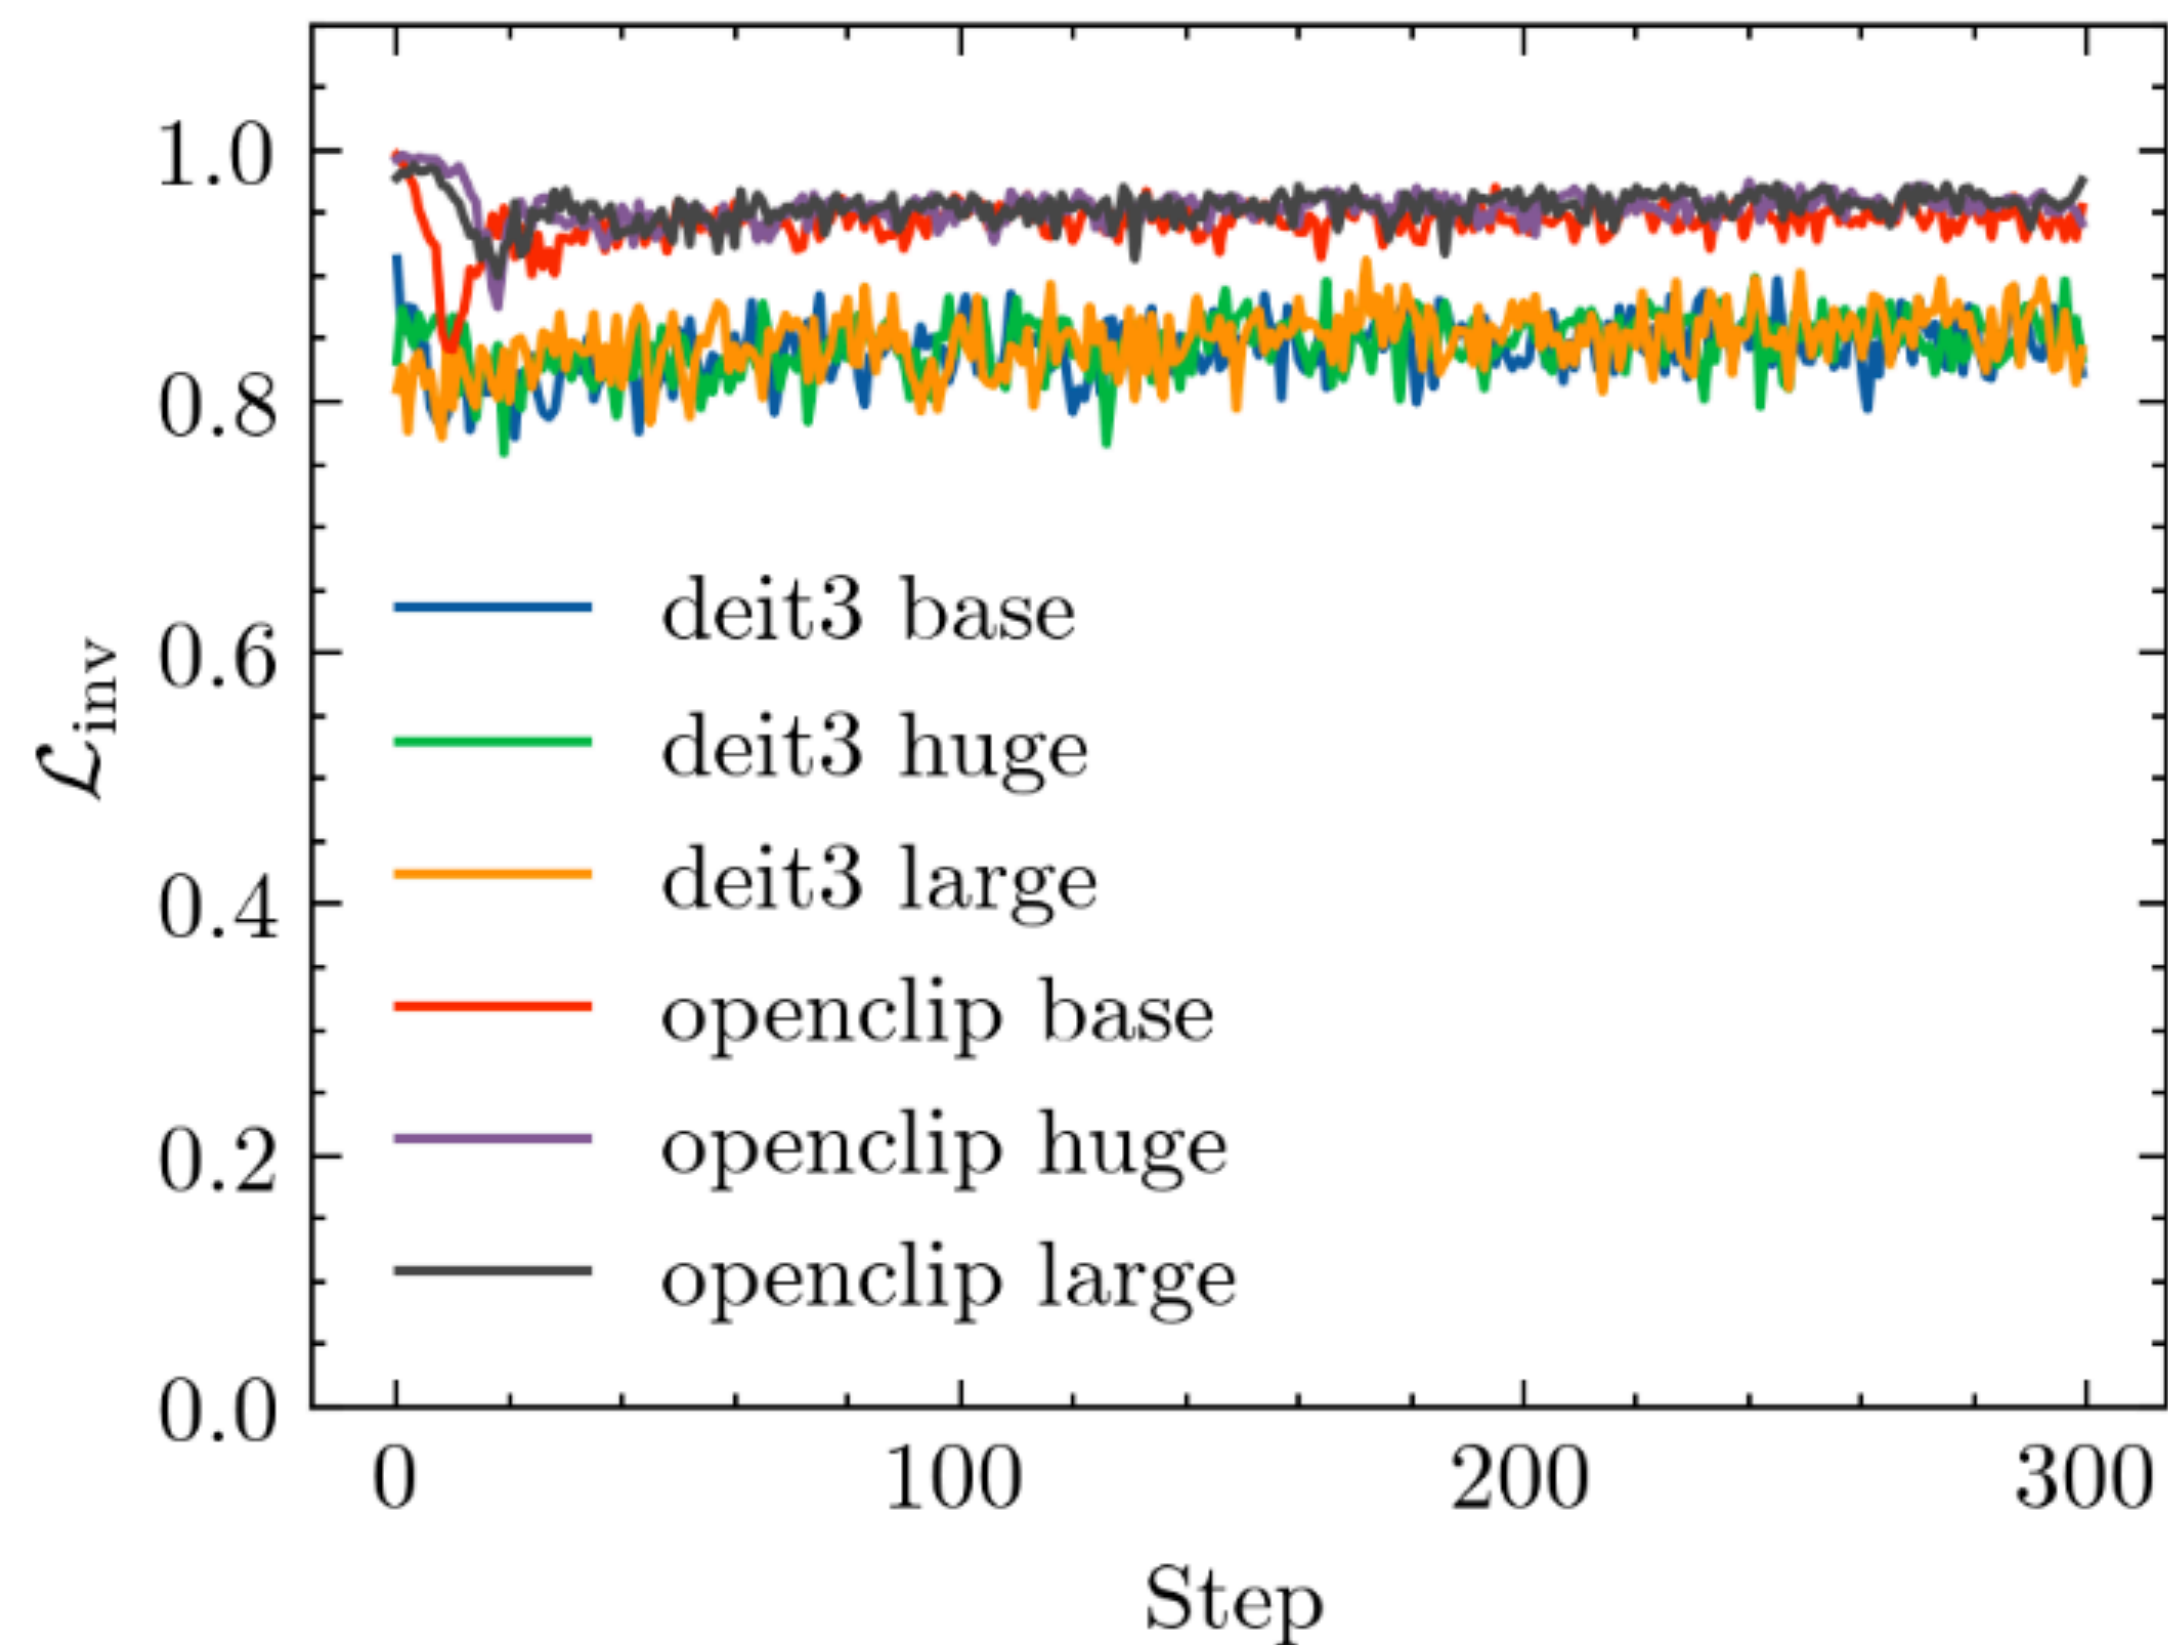 1.0
0.8
0.6
0.4
0.2
0.0
ℒinv
deit3 base
deit3 huge
deit3 large
openclip base
openclip huge
openclip large
0 100 200 300
Step